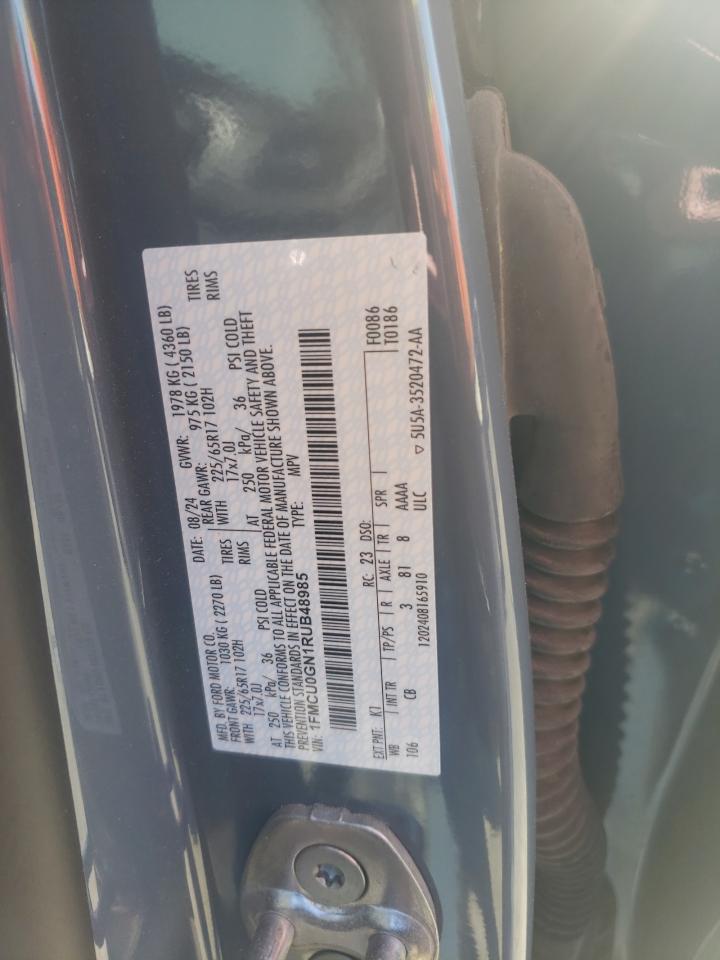 MFD. BY FORD MOTOR CO. DATE: 08/24 GVWR: 1978 KG ( 4360 LB)
FRONT GAWR: 1030 KG ( 2270 LB) REAR GAWR: 975 KG ( 2150 LB)
WITH 225/65R17 102H TIRES WITH 225/65R17 102H TIRES
17x7.0J RIMS 17x7.0J RIMS
AT 250 kPa/ 36 PSI COLD AT 250 kPa/ 36 PSI COLD
THIS VEHICLE CONFORMS TO ALL APPLICABLE FEDERAL MOTOR VEHICLE SAFETY AND THEFT
PREVENTION STANDARDS IN EFFECT ON THE DATE OF MANUFACTURE SHOWN ABOVE.
VIN: 1FMCU0GN1RUB48985 TYPE: MPV
EXT PNT: K1 RC: 23 DSO: F0086
WB INT TR TP/PS R AXLE TR SPR T0186
106 CB 3 81 8 AAAA
1202408165910 ULC ▽ 5U5A-3520472-AA